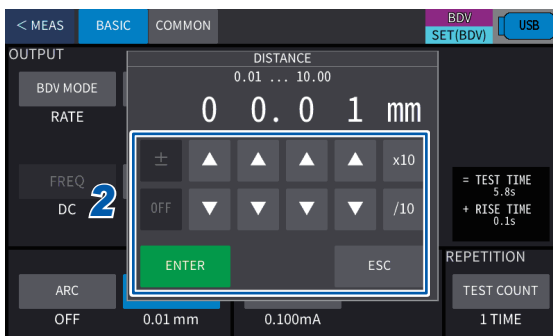 < MEAS BASIC COMMON BDV USB
SET(BDV)
OUTPUT
DISTANCE
0.01 ... 10.00
BDV MODE
RATE
0 0. 0 1 mm
± ▲ ▲ ▲ ▲ x10
FREQ
DC
2
OFF ▼ ▼ ▼ ▼ /10
= TEST TIME
5.8s
+ RISE TIME
0.1s
ENTER ESC
REPETITION
ARC
OFF
0.01 mm
0.100mA
TEST COUNT
1 TIME